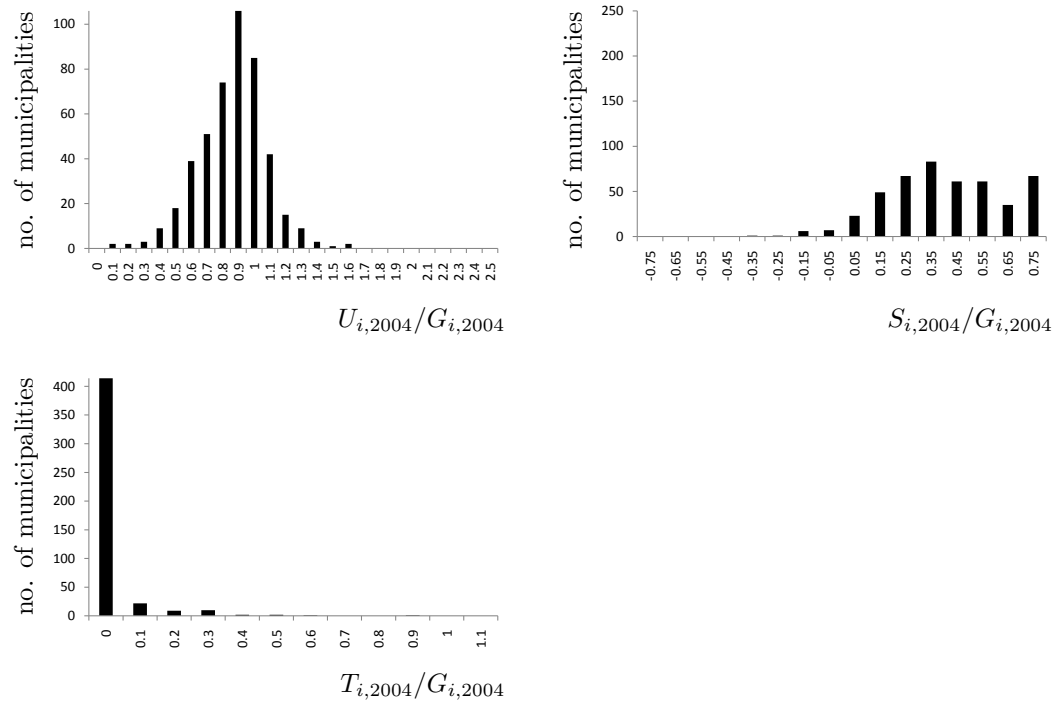 no. of municipalities
100
80
60
40
20
0
0 0.1 0.2 0.3 0.4 0.5 0.6 0.7 0.8 0.9 1 1.1 1.2 1.3 1.4 1.5 1.6 1.7 1.8 1.9 2 2.1 2.2 2.3 2.4 2.5
U_{i,2004}/G_{i,2004}
no. of municipalities
250
200
150
100
50
0
-0.75 -0.65 -0.55 -0.45 -0.35 -0.25 -0.15 -0.05 0.05 0.15 0.25 0.35 0.45 0.55 0.65 0.75
S_{i,2004}/G_{i,2004}
no. of municipalities
400
350
300
250
200
150
100
50
0
0 0.1 0.2 0.3 0.4 0.5 0.6 0.7 0.8 0.9 1 1.1
T_{i,2004}/G_{i,2004}